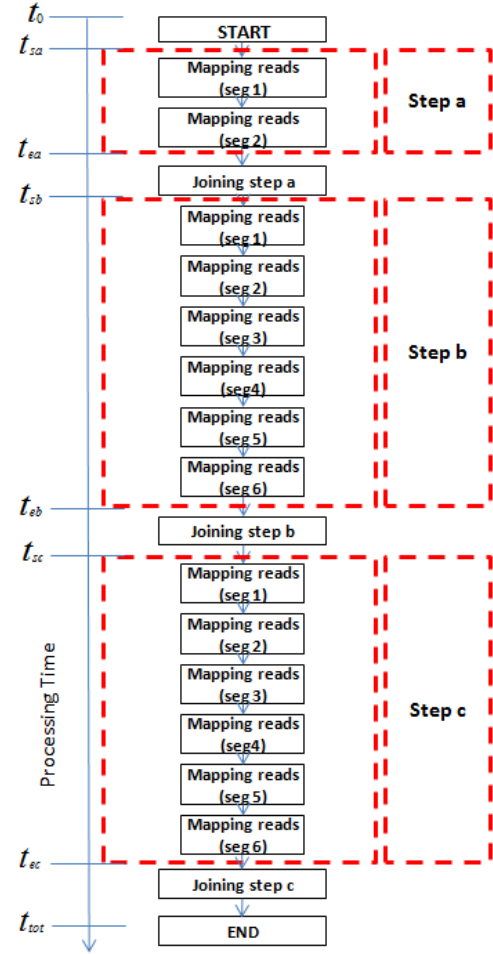 t0
START
tsa
Mapping reads
(seg 1)
Step a
Mapping reads
(seg 2)
tea
Joining step a
tsb
Mapping reads
(seg 1)
Mapping reads
(seg 2)
Mapping reads
(seg 3)
Step b
Mapping reads
(seg4)
Mapping reads
(seg 5)
Mapping reads
(seg 6)
teb
Joining step b
tsc
Mapping reads
(seg 1)
Mapping reads
(seg 2)
Mapping reads
(seg 3)
Step c
Mapping reads
(seg4)
Mapping reads
(seg 5)
Mapping reads
(seg 6)
tec
Joining step c
ttot
END
Processing Time